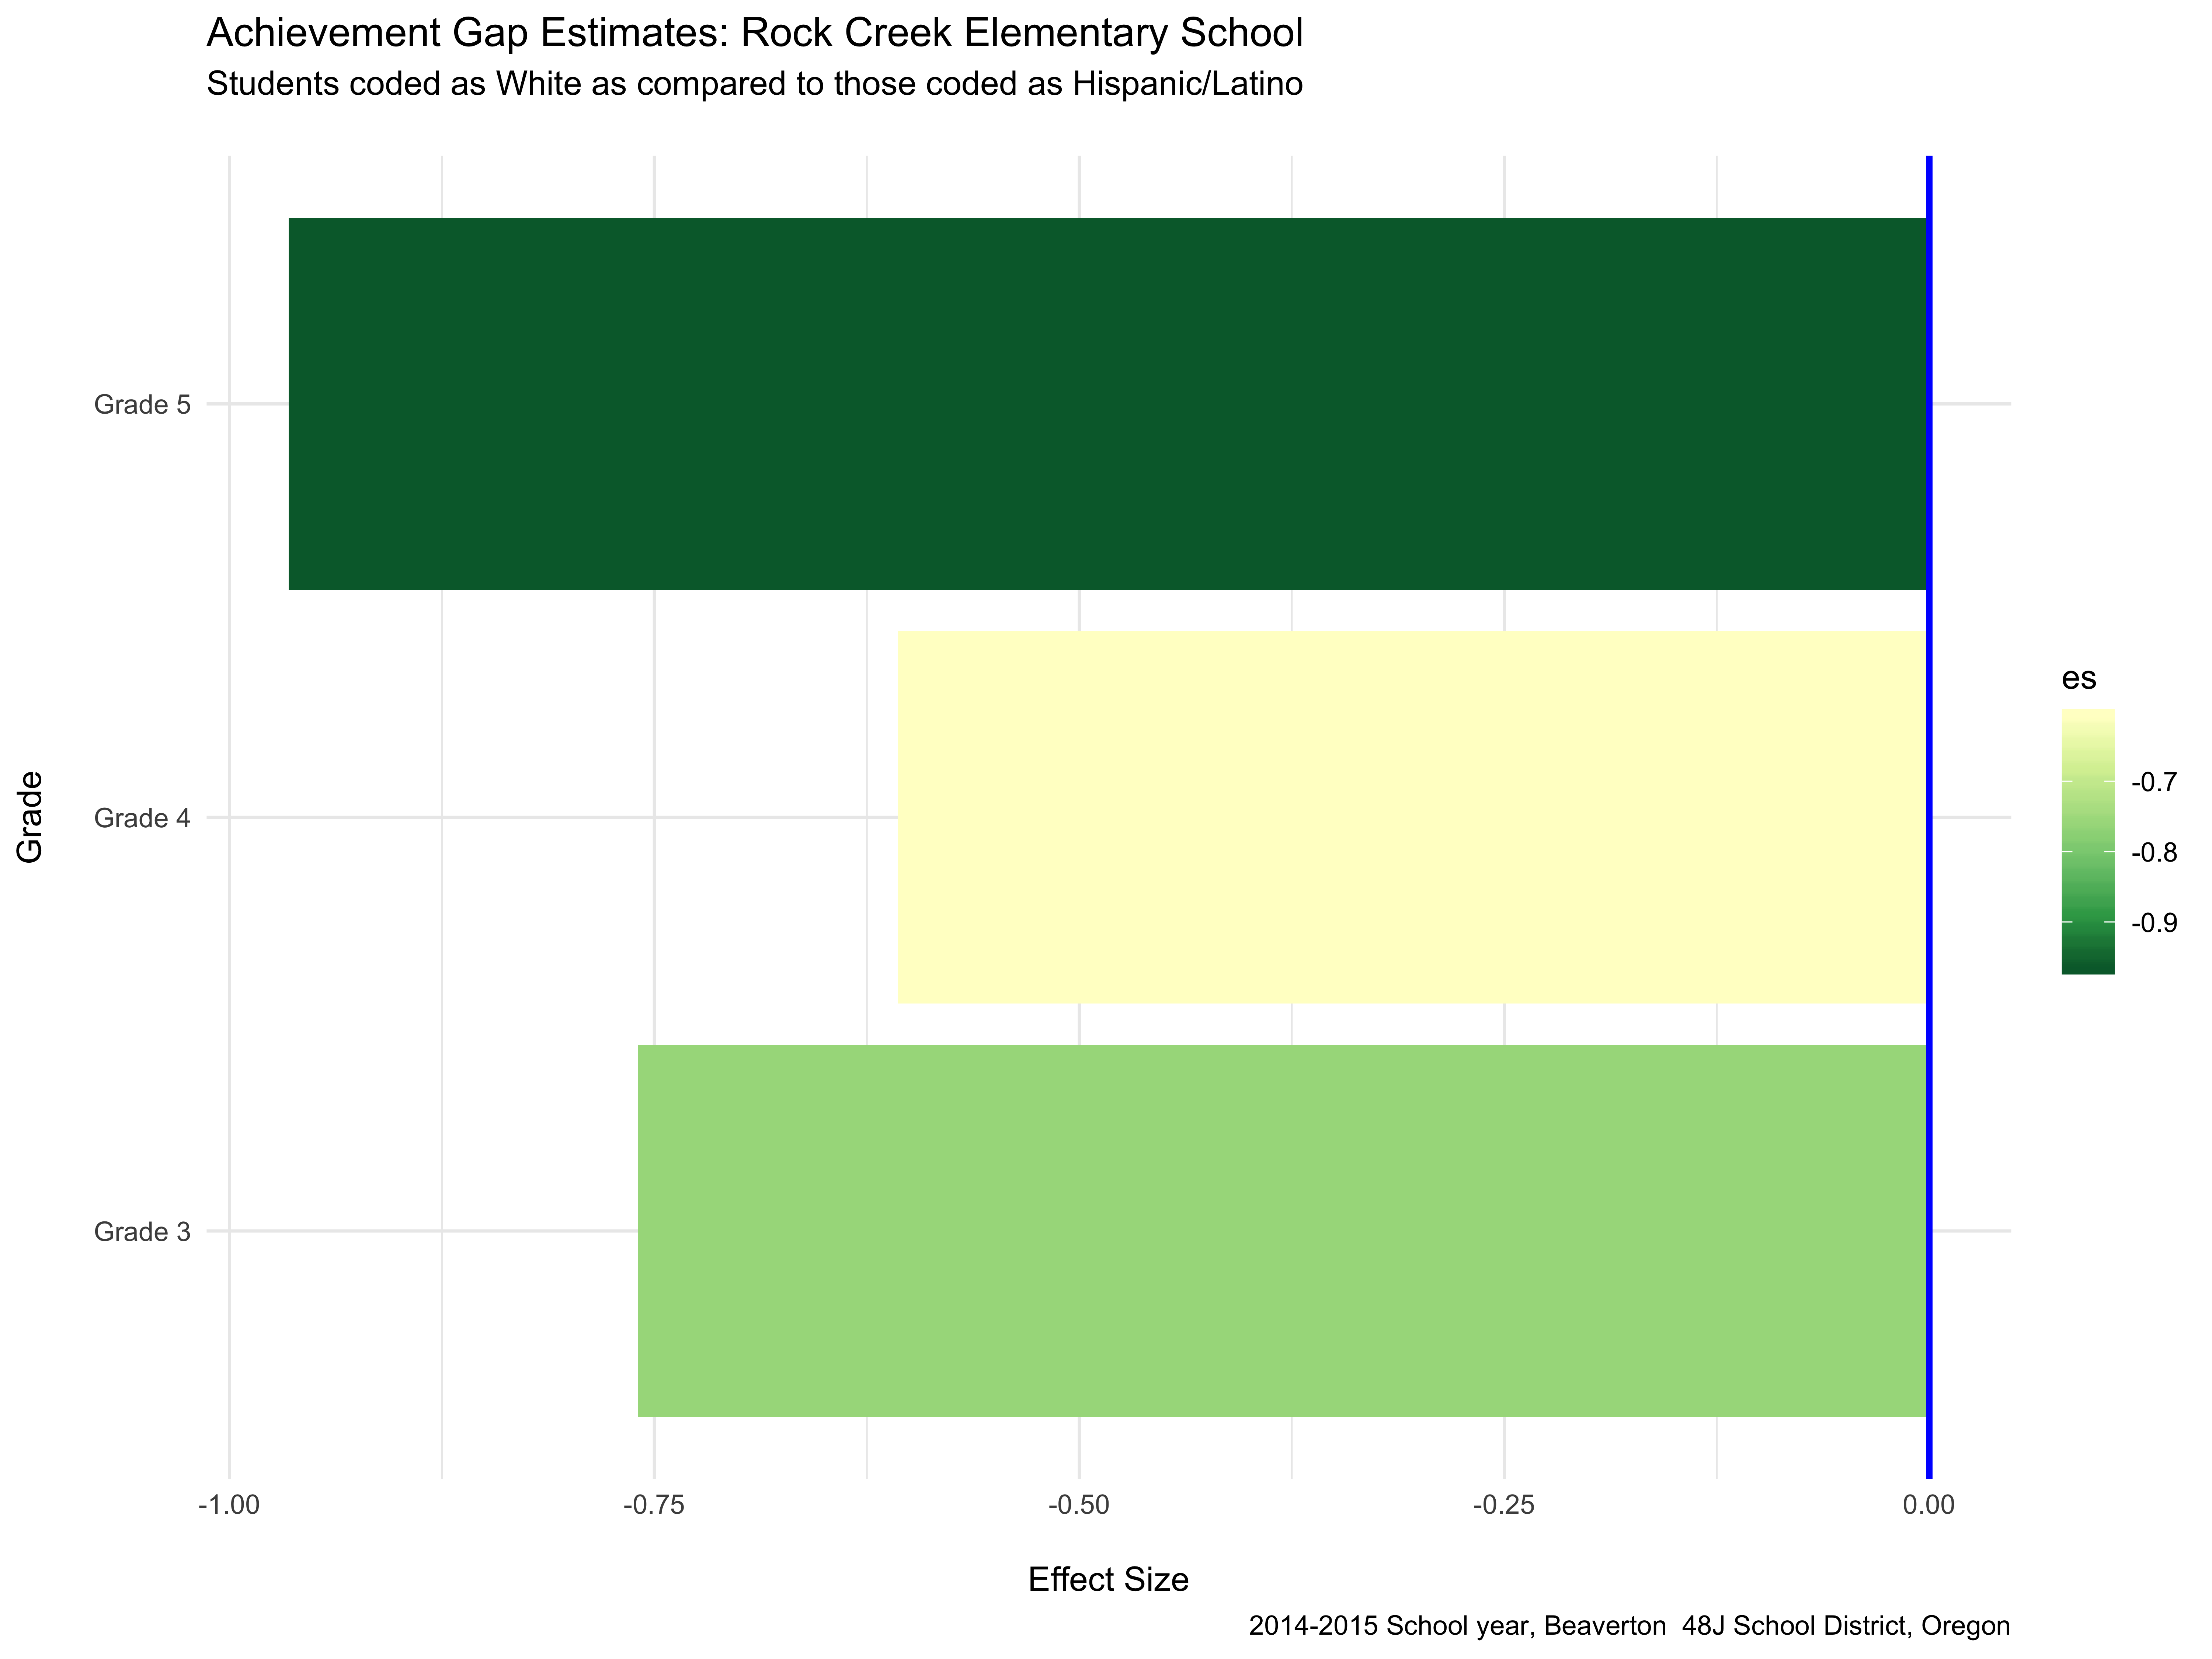 Achievement Gap Estimates: Rock Creek Elementary School
Students coded as White as compared to those coded as Hispanic/Latino
Grade
Grade 5
Grade 4
Grade 3
-1.00
-0.75
-0.50
-0.25
0.00
Effect Size
es
-0.7
-0.8
-0.9
2014-2015 School year, Beaverton  48J School District, Oregon